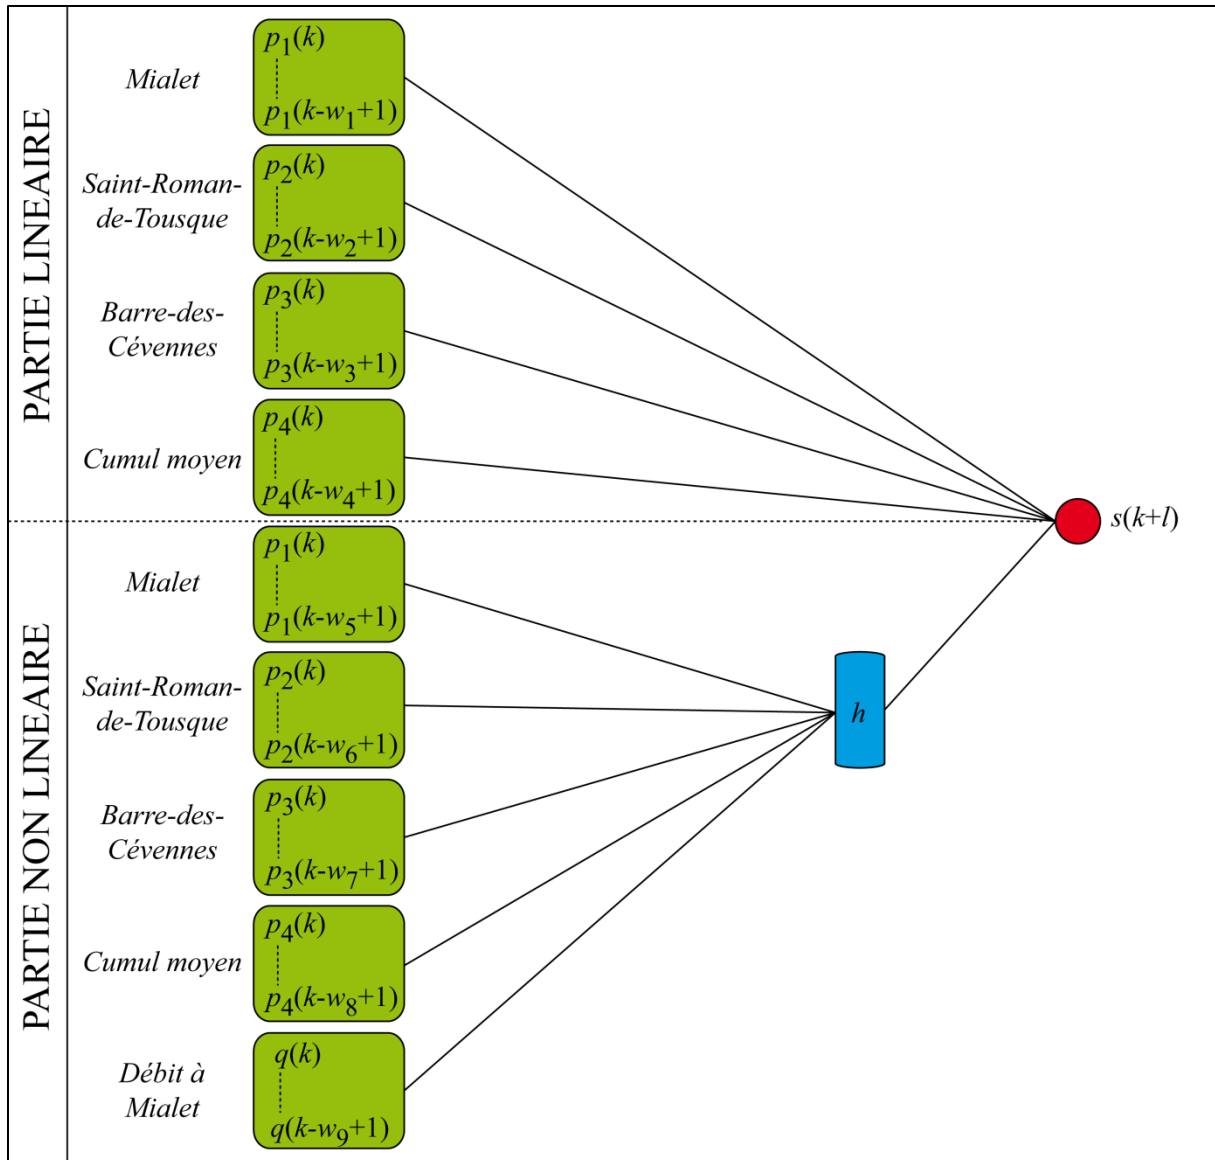 PARTIE LINEAIRE
Mialet
p₁(k)
p₁(k-w₁+1)
Saint-Roman-
de-Tousque
p₂(k)
p₂(k-w₂+1)
Barre-des-
Cévennes
p₃(k)
p₃(k-w₃+1)
Cumul moyen
p₄(k)
p₄(k-w₄+1)
s(k+l)
PARTIE NON LINEAIRE
Mialet
p₁(k)
p₁(k-w₅+1)
Saint-Roman-
de-Tousque
p₂(k)
p₂(k-w₆+1)
h
Barre-des-
Cévennes
p₃(k)
p₃(k-w₇+1)
Cumul moyen
p₄(k)
p₄(k-w₈+1)
Débit à
Mialet
q(k)
q(k-w₉+1)